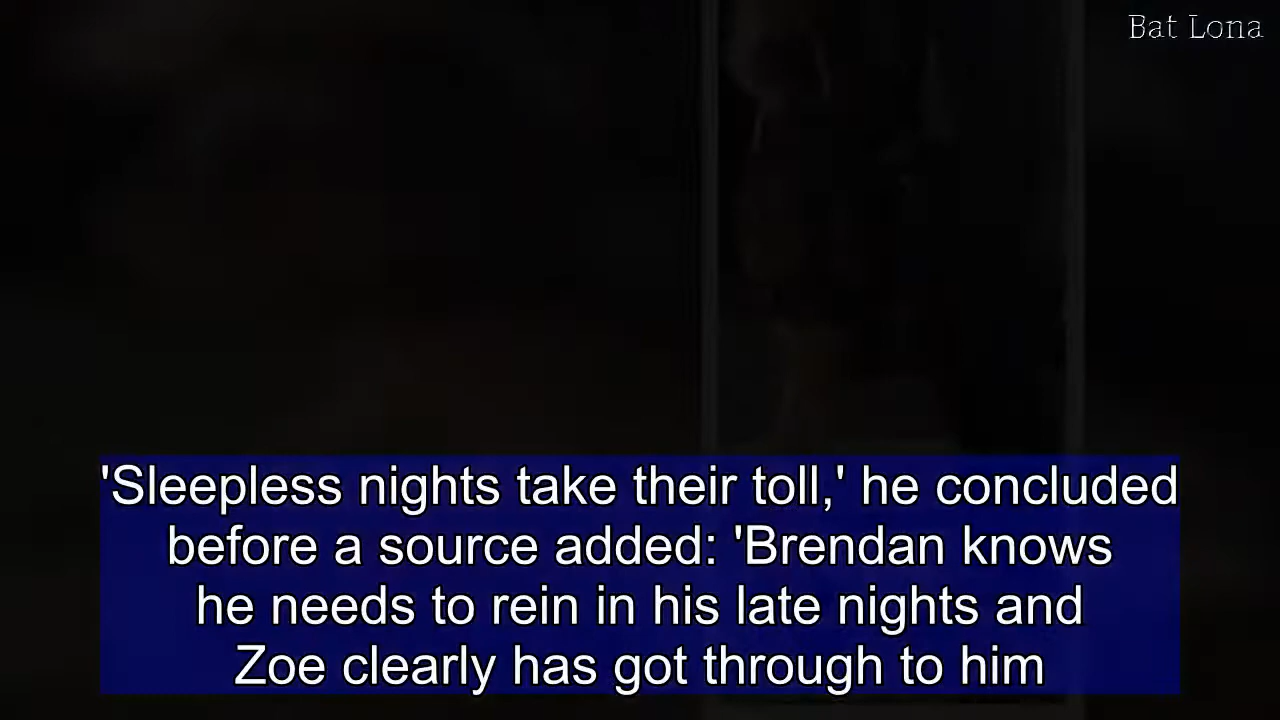 Bat Lona
'Sleepless nights take their toll,' he concluded
before a source added: 'Brendan knows
he needs to rein in his late nights and
Zoe clearly has got through to him